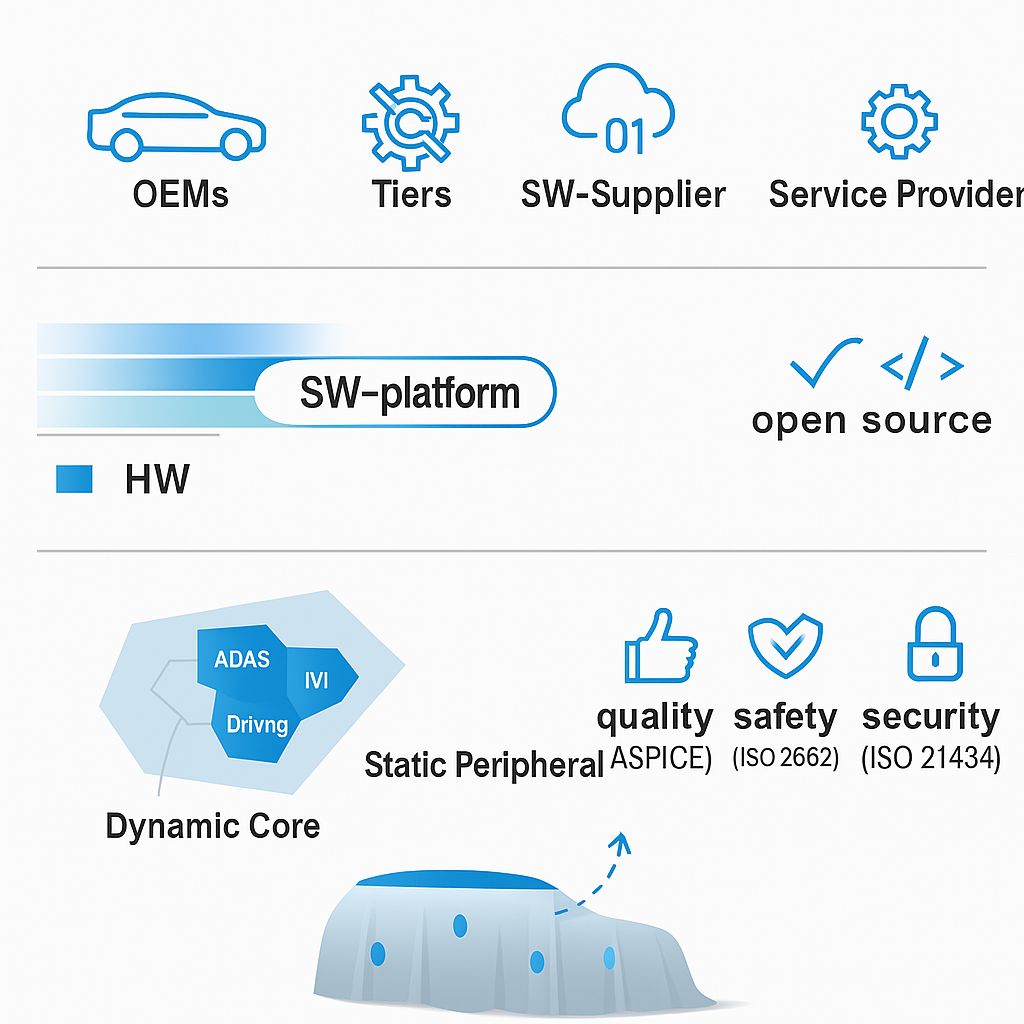 01
OEMs
Tiers
SW-Supplier
Service Provider
SW-platform
</>
open source
HW
ADAS
IVI
Drivng
quality
safety
security
Static Peripheral
ASPICE)
(ISO 2662)
(ISO 21434)
Dynamic Core